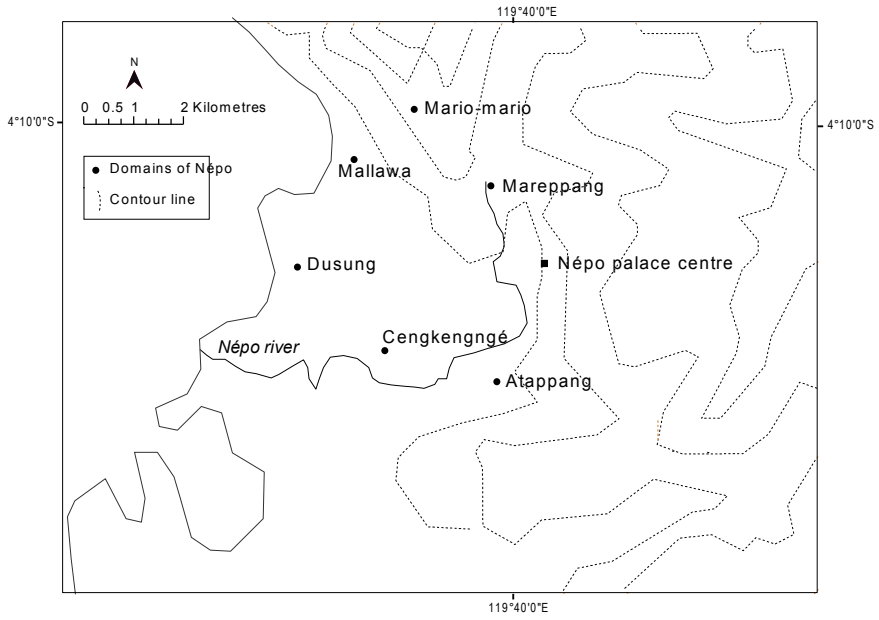 119°40'0"E
N
0 0.5 1 2 Kilometres
4°10'0"S
4°10'0"S
Mario-mario
Domains of Népo
Mallawa
Contour line
Mareppang
Dusung
Népo palace centre
Cengkengngé
Népo river
Atappang
119°40'0"E